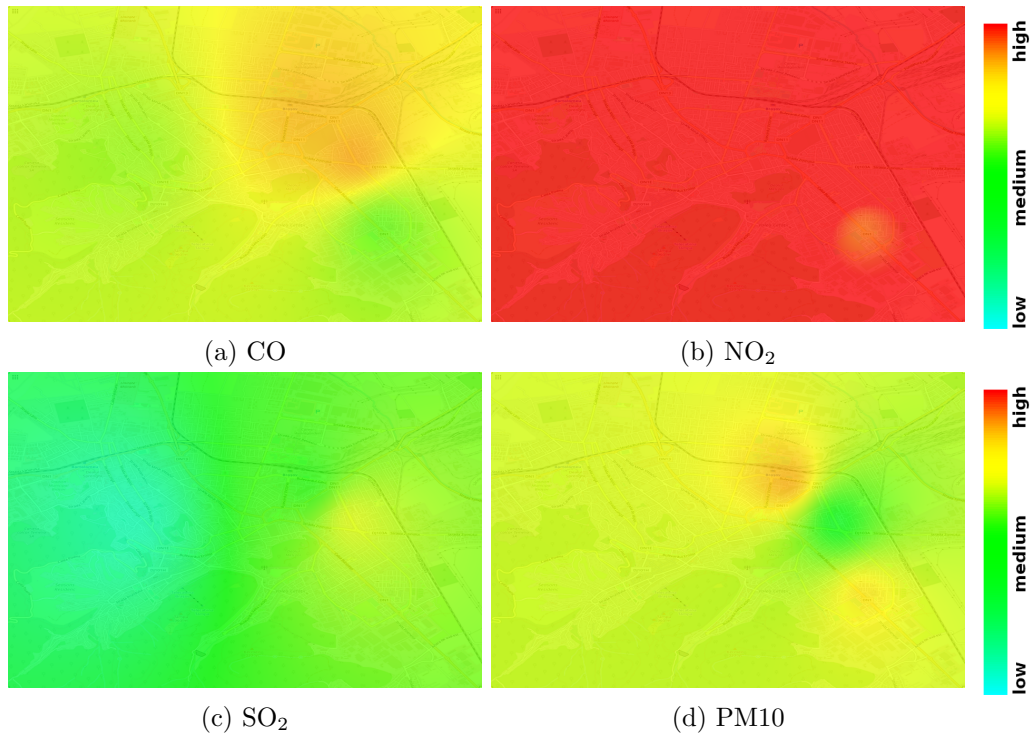 high
medium
low
(a) CO
(b) NO₂
high
medium
low
(c) SO₂
(d) PM10